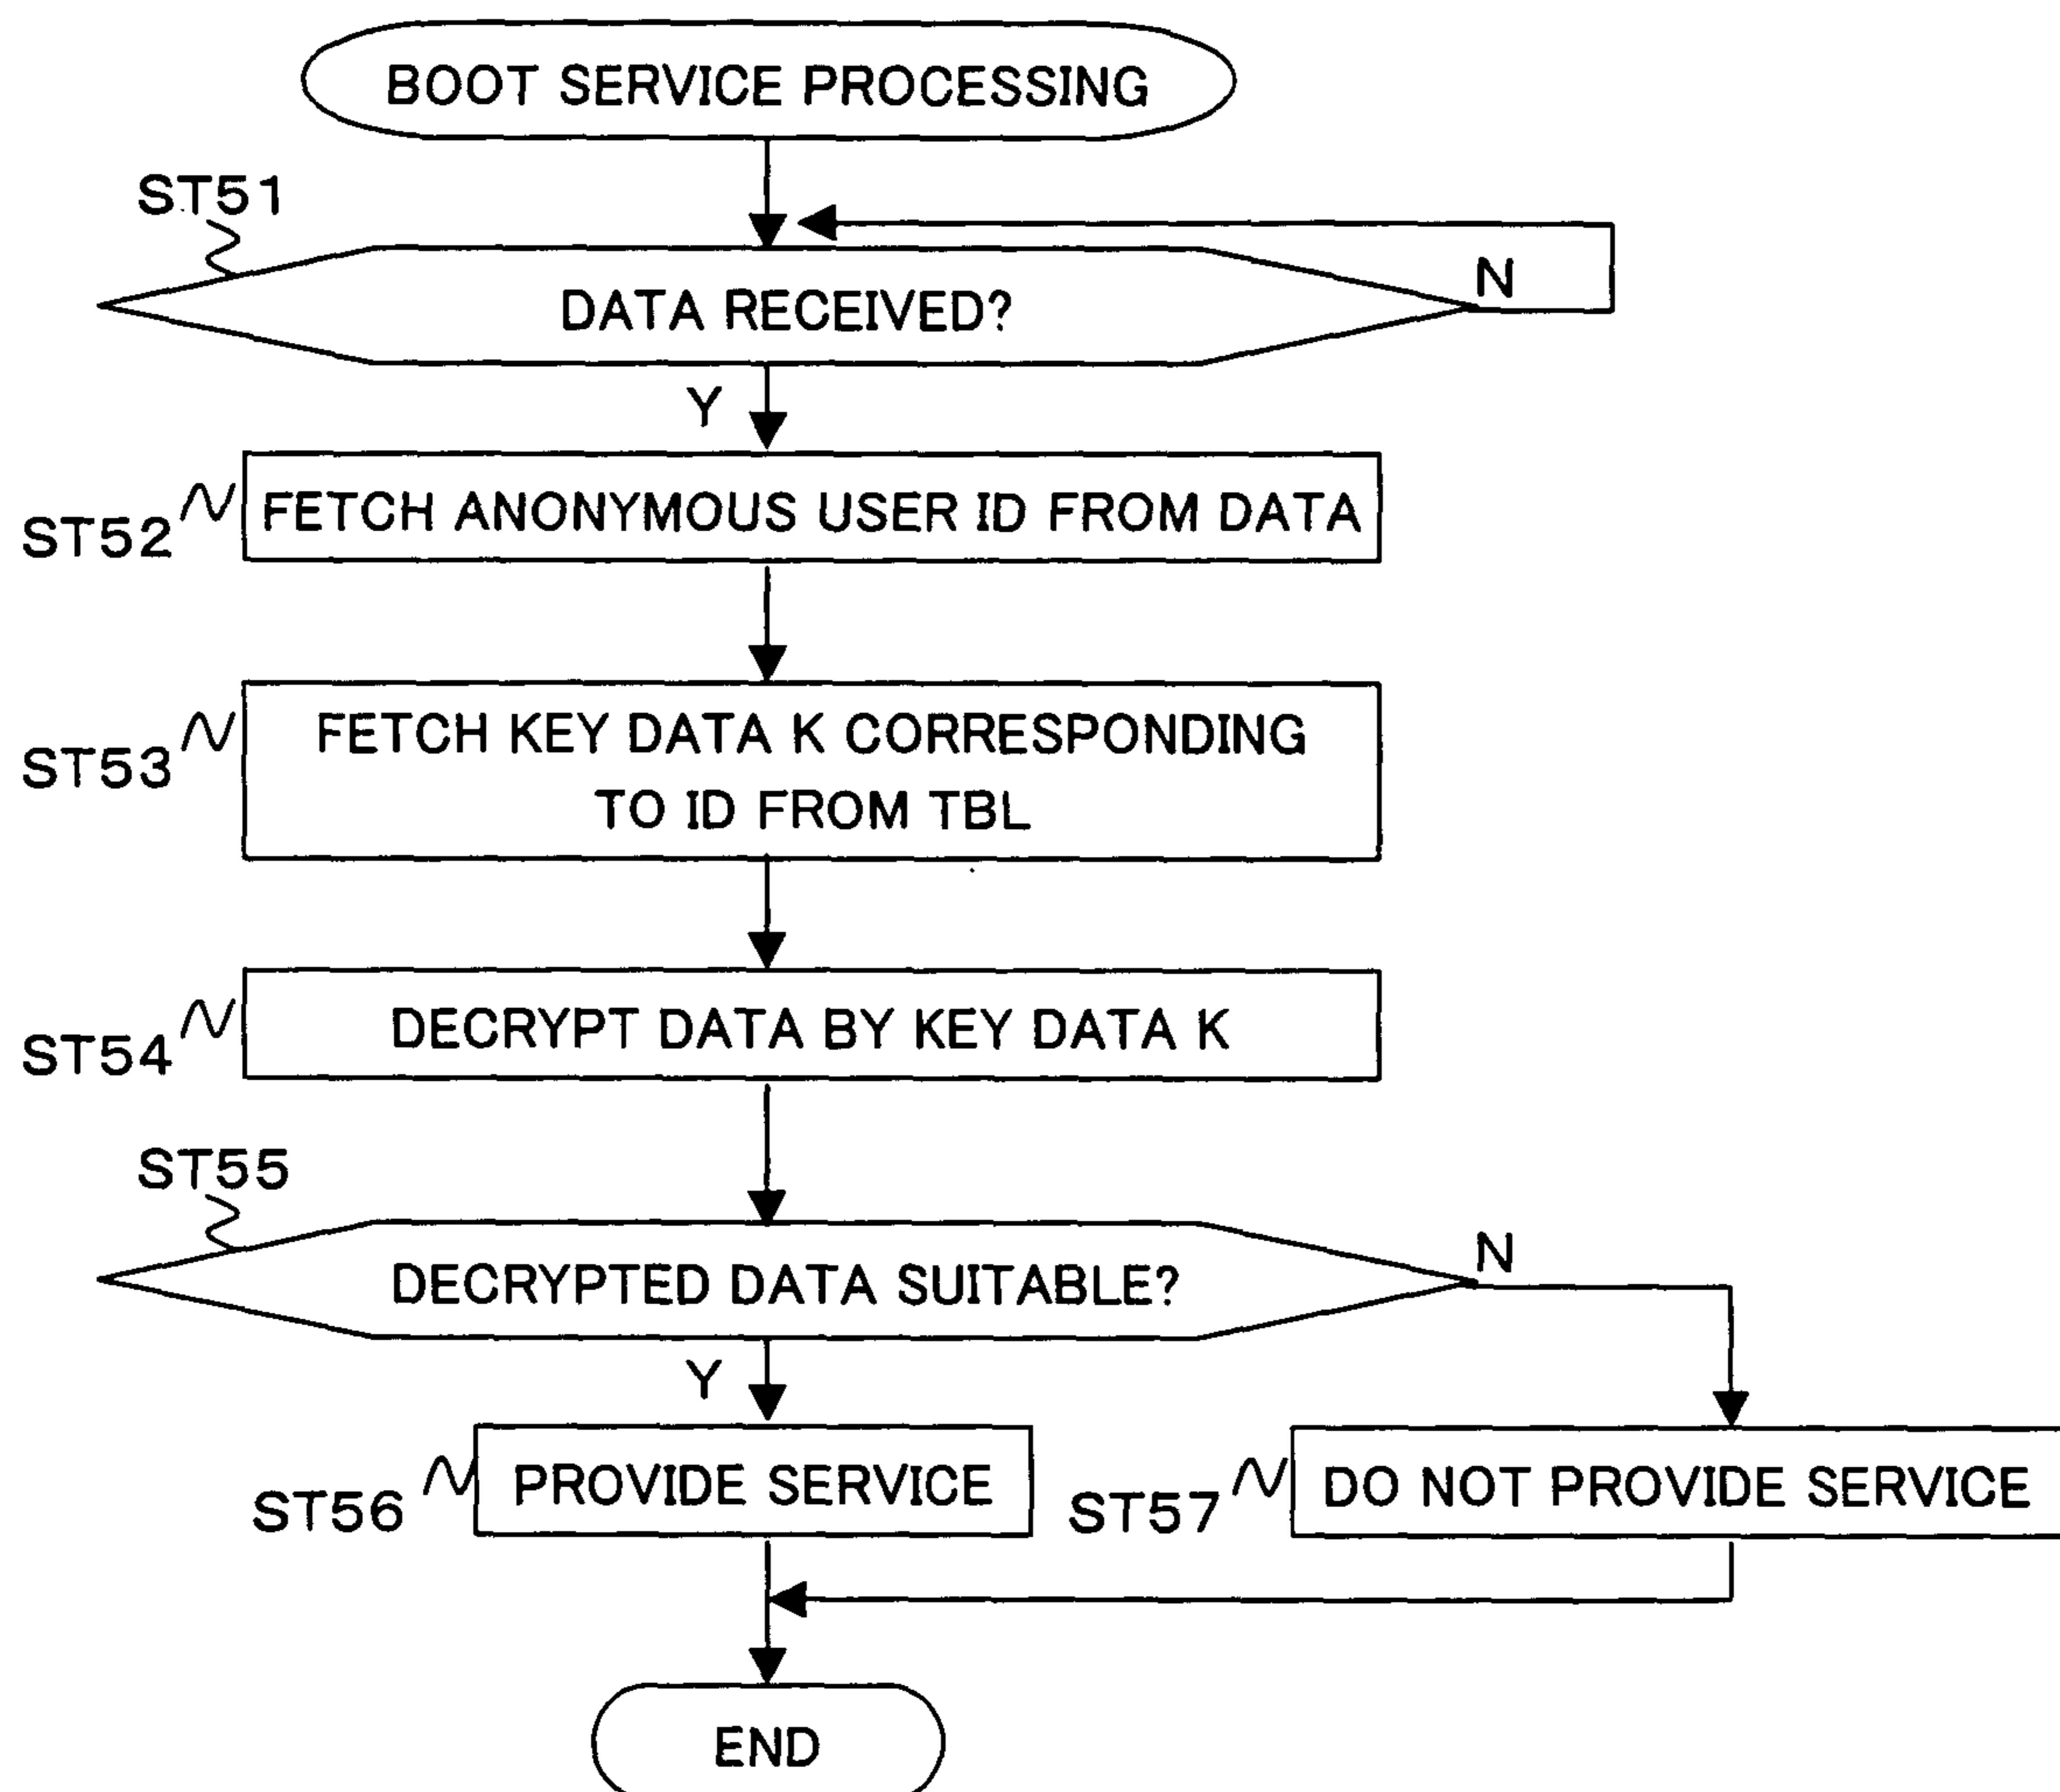 BOOT SERVICE PROCESSING
ST51
DATA RECEIVED?
N
Y
ST52
FETCH ANONYMOUS USER ID FROM DATA
ST53
FETCH KEY DATA K CORRESPONDING
TO ID FROM TBL
ST54
DECRYPT DATA BY KEY DATA K
ST55
DECRYPTED DATA SUITABLE?
N
Y
ST56
PROVIDE SERVICE
ST57
DO NOT PROVIDE SERVICE
END